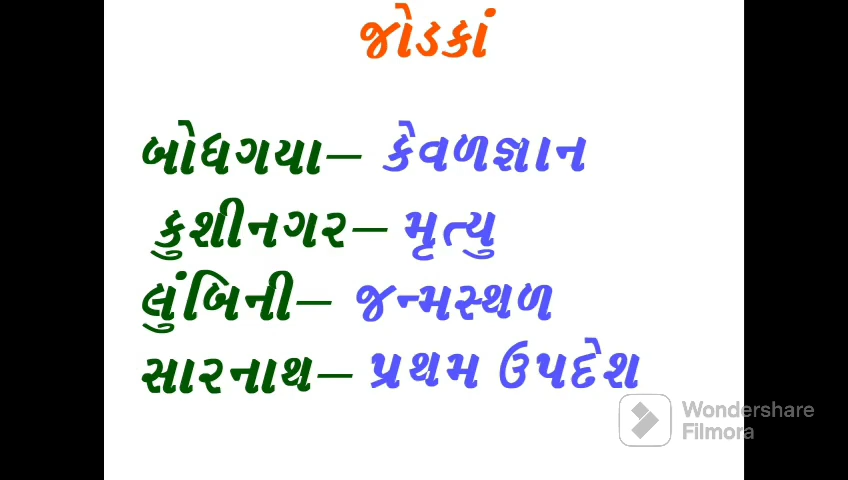 જોડકાં
બોધગયા– કેવળજ્ઞાન
કુશીનગર– મૃત્યુ
લુંબિની– જન્મસ્થળ
સારનાથ– પ્રથમ ઉપદેશ
Wondershare
Filmora